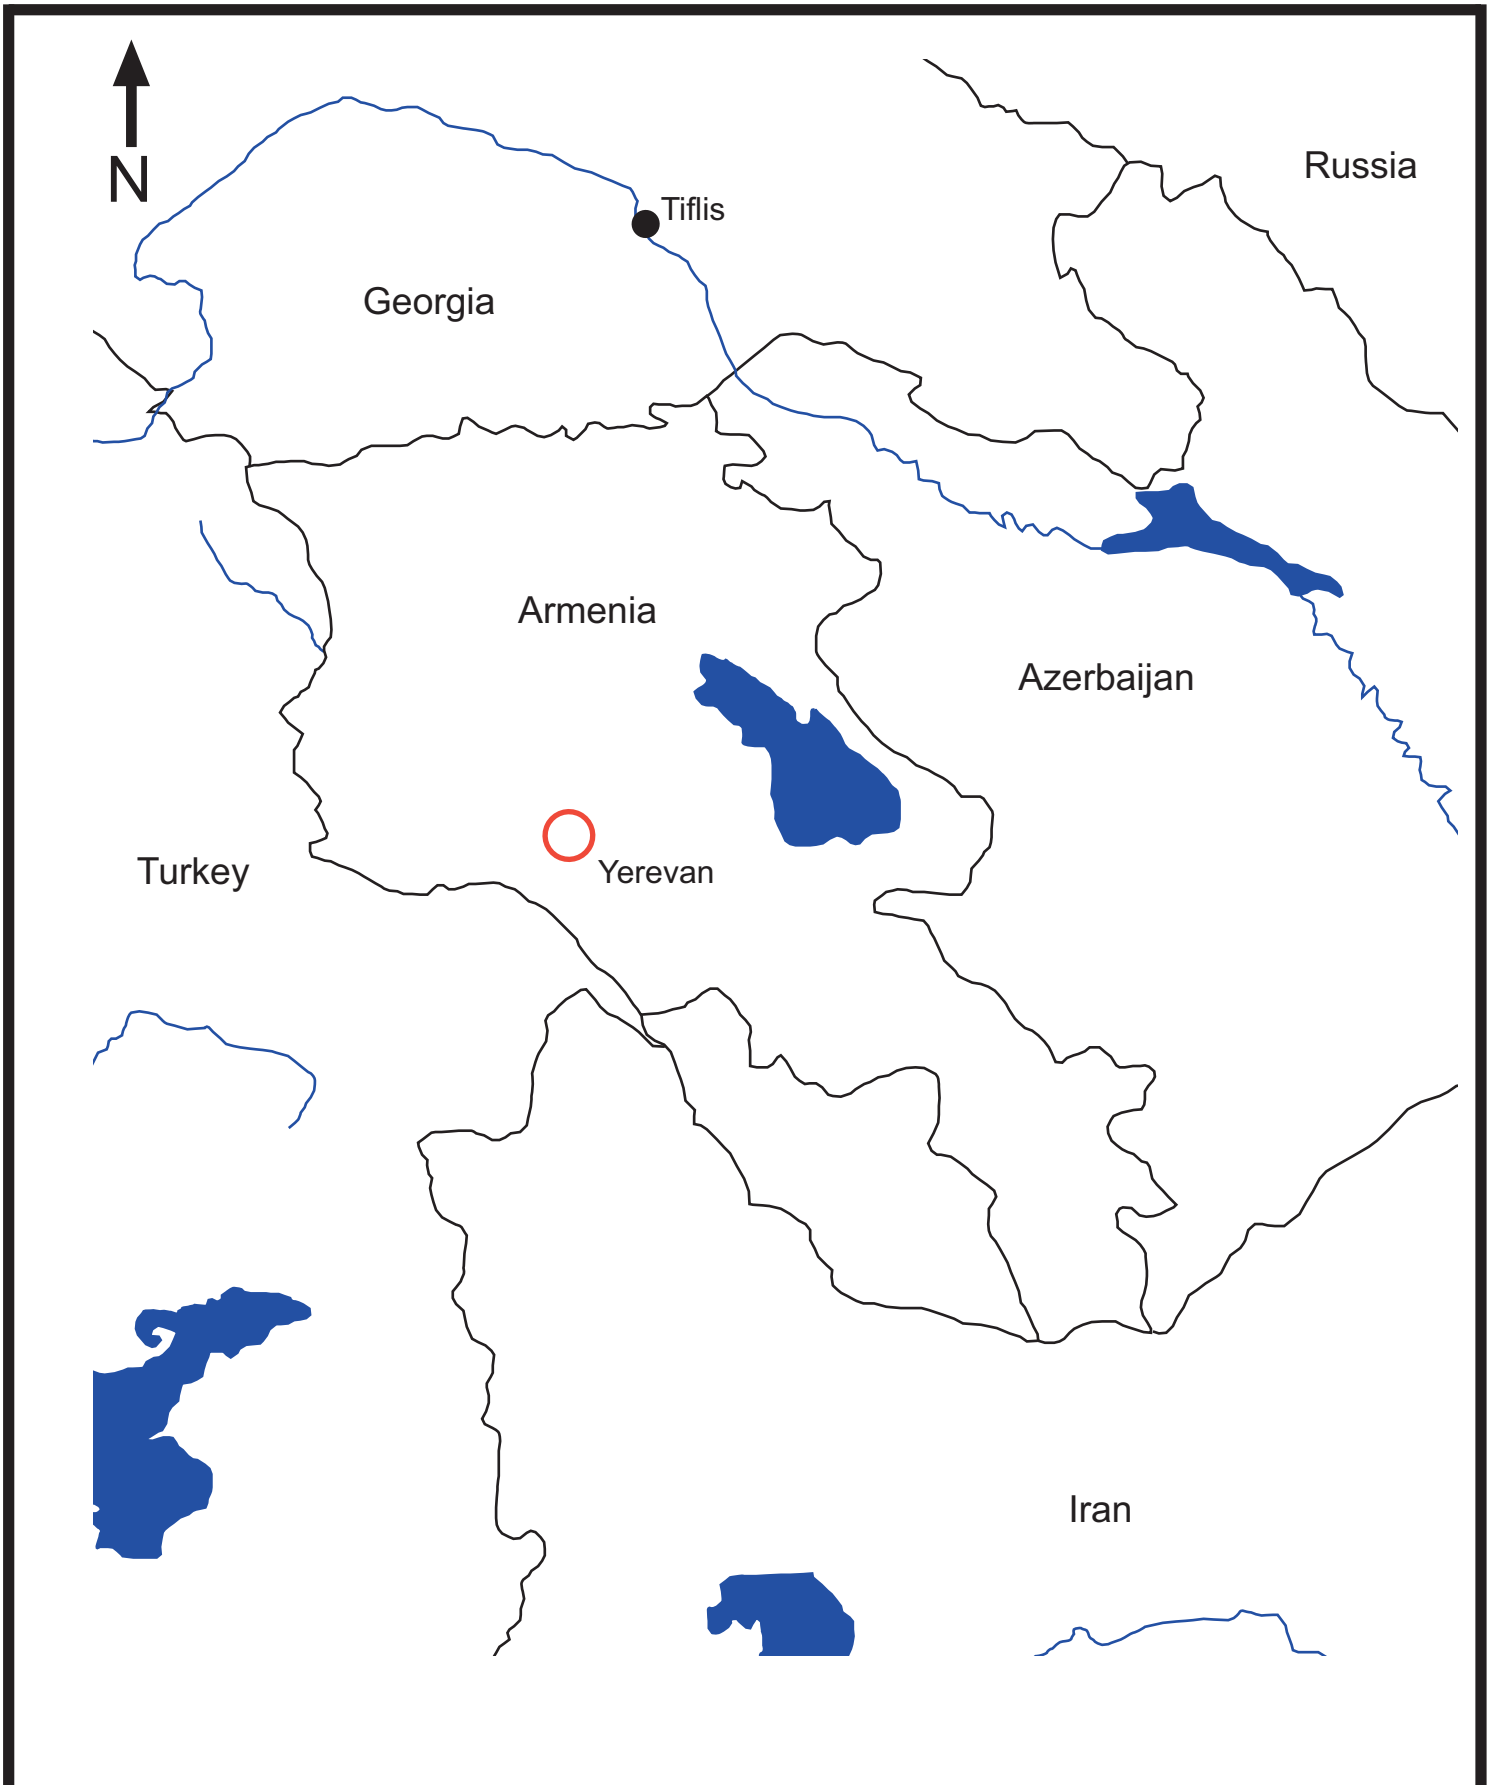 N
Russia
Tiflis
Georgia
Armenia
Azerbaijan
Turkey
Yerevan
Iran